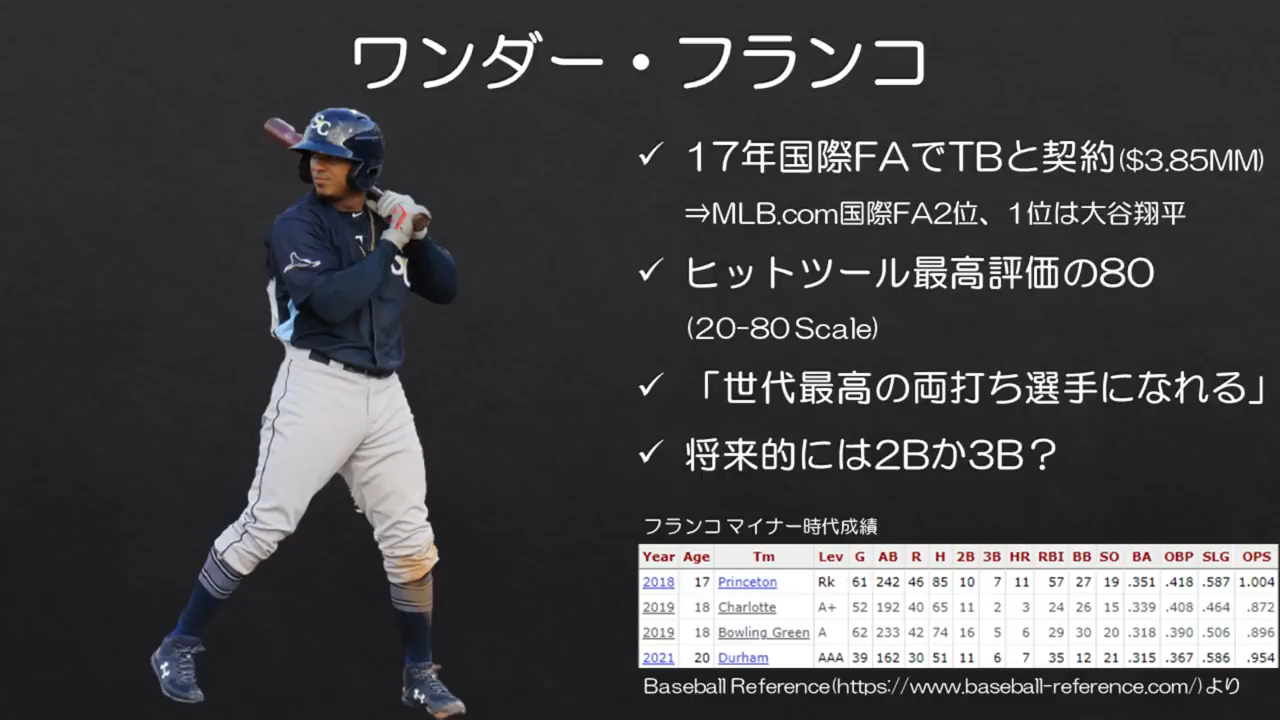 ワンダー・フランコ
SC
✓ 17年国際FAでTBと契約($3.85MM)
⇒MLB.com国際FA2位、1位は大谷翔平
✓ ヒットツール最高評価の80
(20-80 Scale)
✓ 「世代最高の両打ち選手になれる」
✓ 将来的には2Bか3B？
フランコ マイナー時代成績
Year Age Tm Lev G AB R H 2B 3B HR RBI BB SO BA OBP SLG OPS
2018 17 Princeton Rk 61 242 46 85 10 7 11 57 27 19 .351 .418 .587 1.004
2019 18 Charlotte A+ 52 192 40 65 11 2 3 24 26 15 .339 .408 .464 .872
2019 18 Bowling Green A 62 233 42 74 16 5 6 29 30 20 .318 .390 .506 .896
2021 20 Durham AAA 39 162 30 51 11 6 7 35 12 21 .315 .367 .586 .954
Baseball Reference(https://www.baseball-reference.com/)より